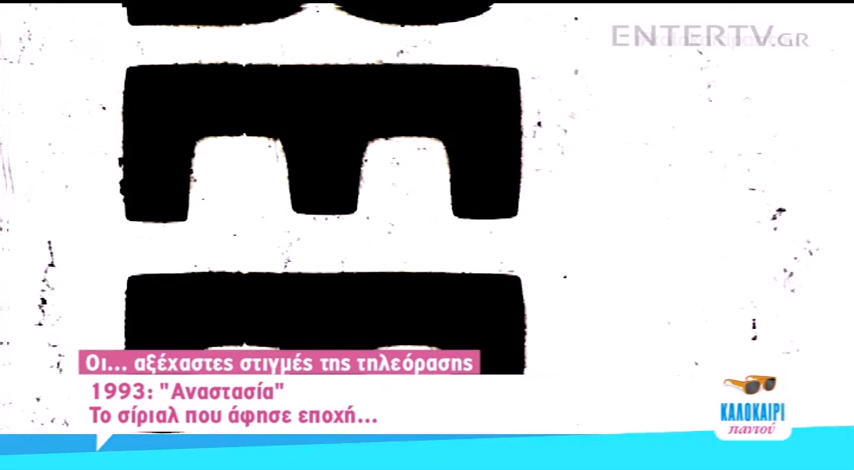 ENTERTV.GR
Οι... αξέχαστες στιγμές της τηλεόρασης
1993: "Αναστασία"
Το σίριαλ που άφησε εποχή...
ΚΑΛΟΚΑΙΡΙ
παντού